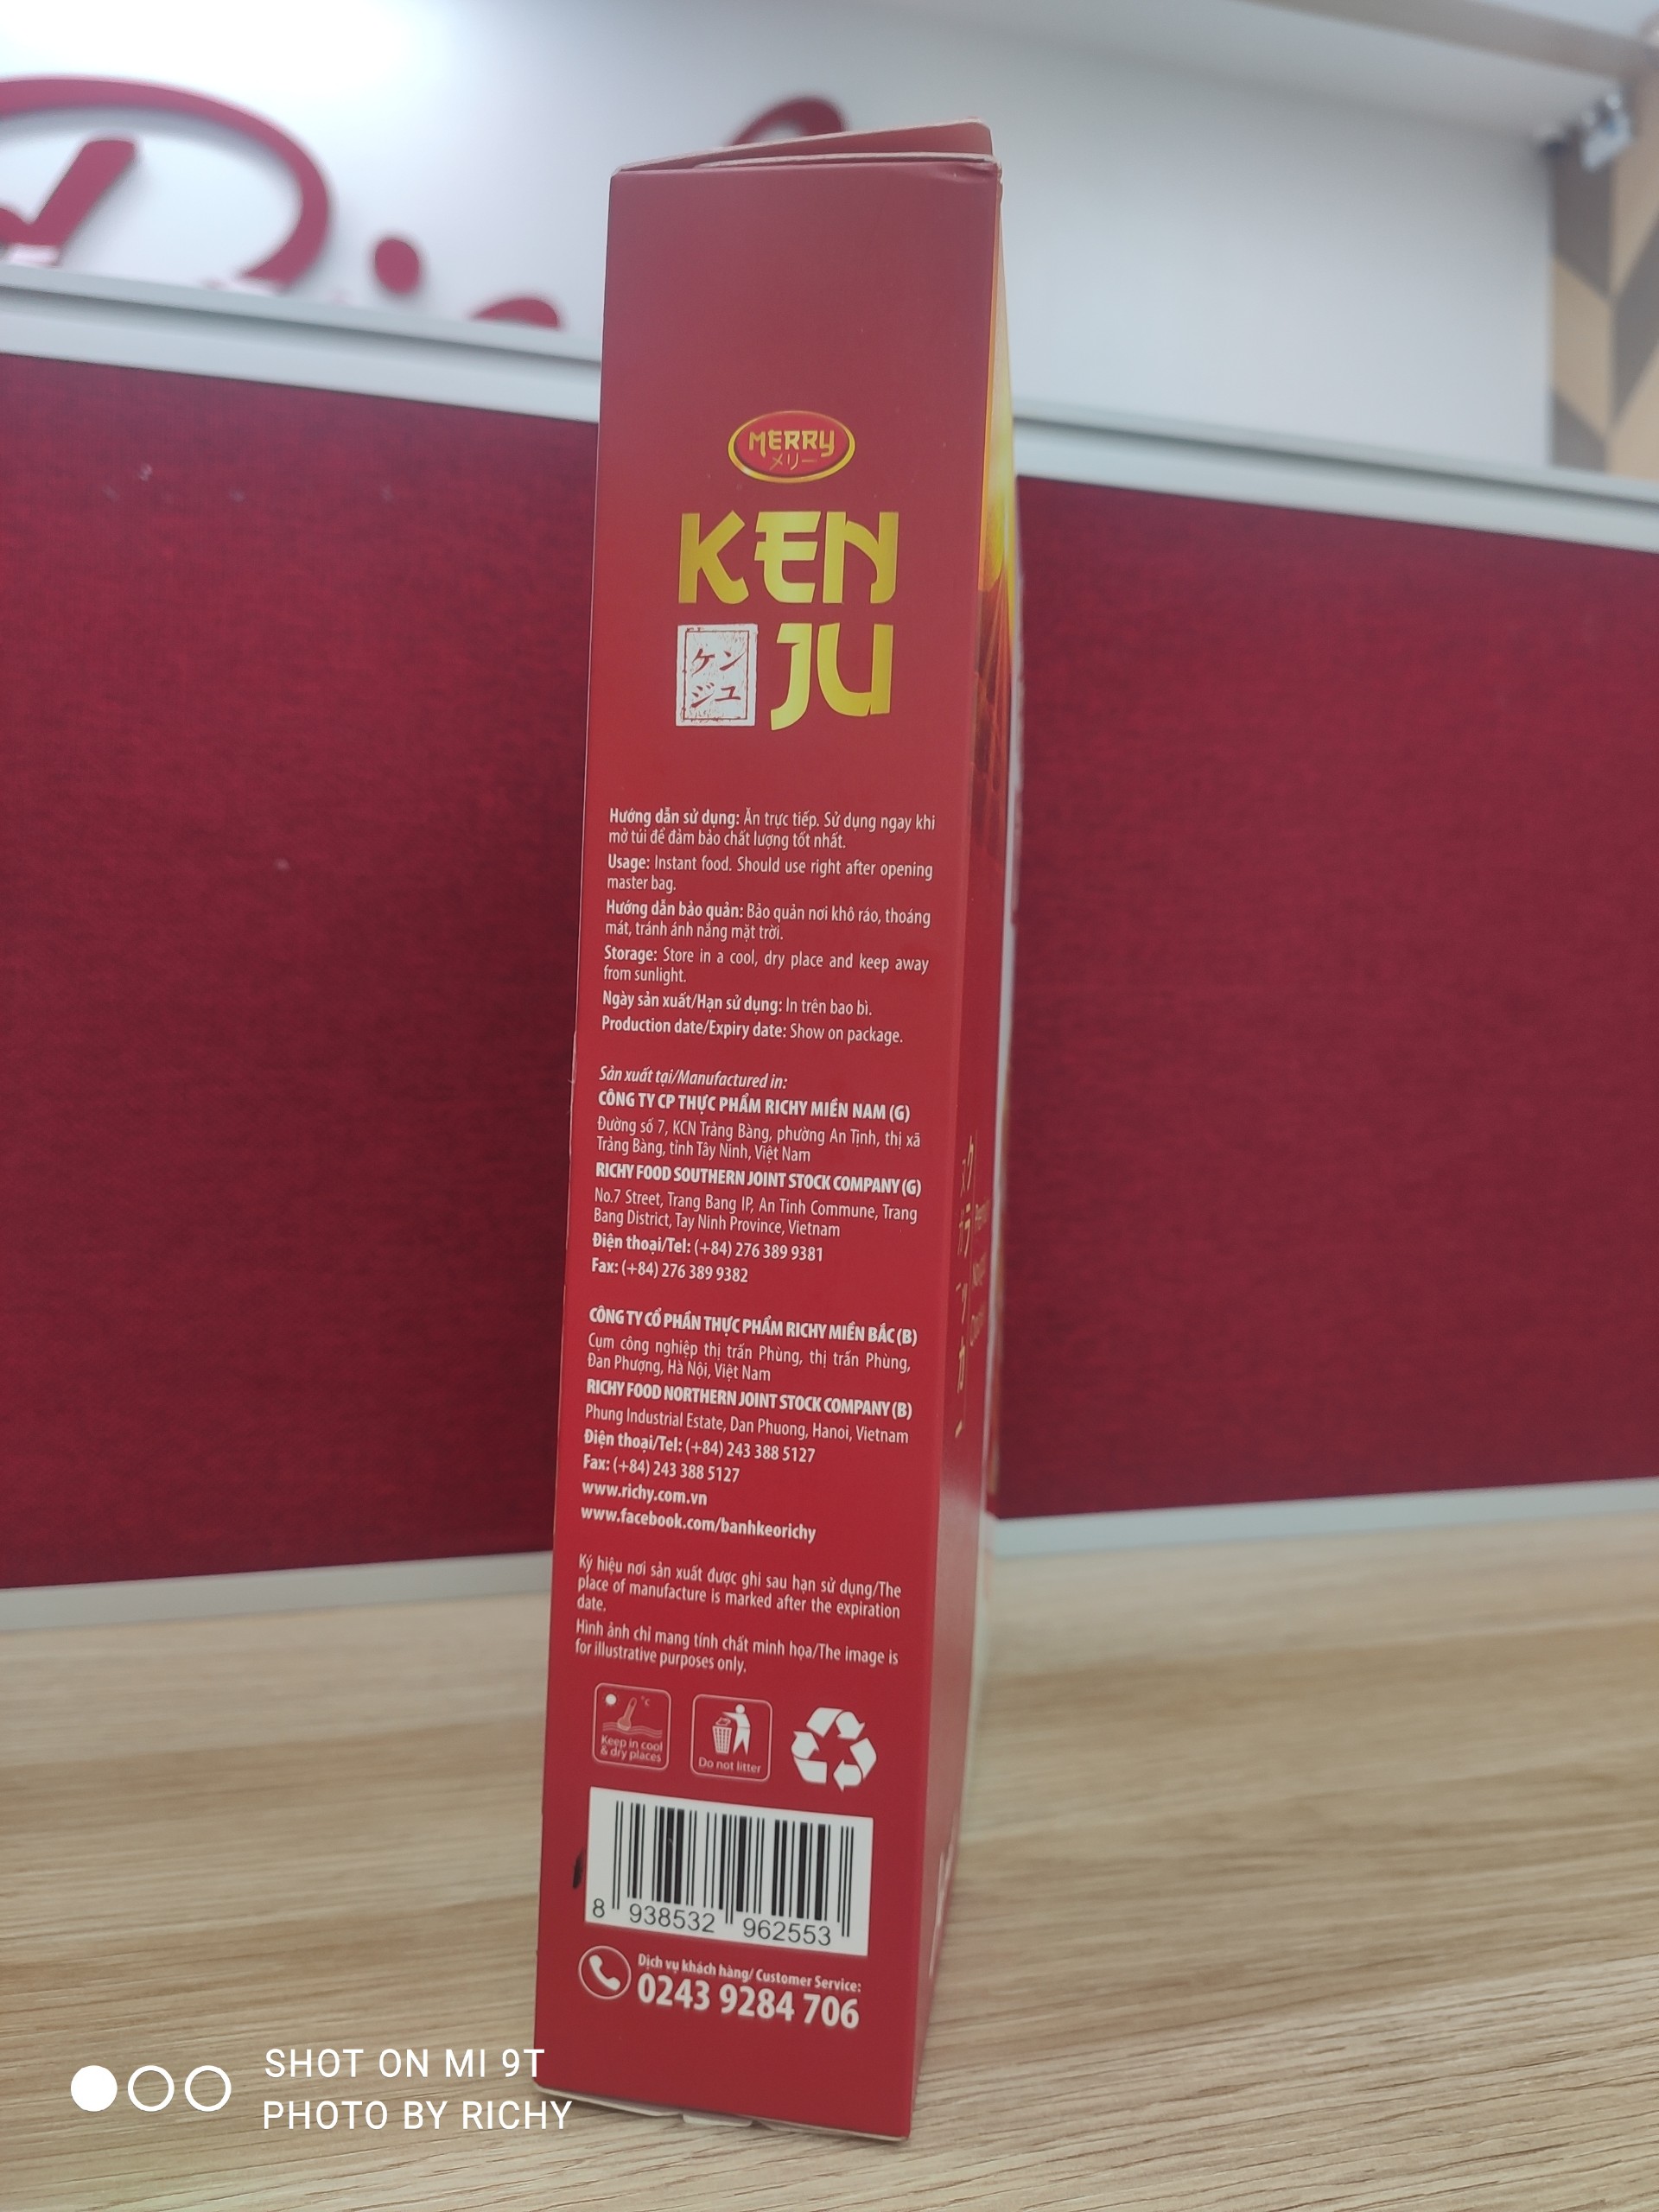 MERRY
メリー
KEN
ケン
ジユ
JU
Hướng dẫn sử dụng: Ăn trực tiếp. Sử dụng ngay khi
mở túi để đảm bảo chất lượng tốt nhất.
Usage: Instant food. Should use right after opening
master bag.
Hướng dẫn bảo quản: Bảo quản nơi khô ráo, thoáng
mát, tránh ánh nắng mặt trời.
Storage: Store in a cool, dry place and keep away
from sunlight.
Ngày sản xuất/Hạn sử dụng: In trên bao bì.
Production date/Expiry date: Show on package.
Sản xuất tại/Manufactured in:
CÔNG TY CP THỰC PHẨM RICHY MIỀN NAM (G)
Đường số 7, KCN Trảng Bàng, phường An Tịnh, thị xã
Trảng Bàng, tỉnh Tây Ninh, Việt Nam
RICHY FOOD SOUTHERN JOINT STOCK COMPANY (G)
No.7 Street, Trang Bang IP, An Tinh Commune, Trang
Bang District, Tay Ninh Province, Vietnam
Điện thoại/Tel: (+84) 276 389 9381
Fax: (+84) 276 389 9382
CÔNG TY CỔ PHẦN THỰC PHẨM RICHY MIỀN BẮC (B)
Cụm công nghiệp thị trấn Phùng, thị trấn Phùng,
Đan Phượng, Hà Nội, Việt Nam
RICHY FOOD NORTHERN JOINT STOCK COMPANY (B)
Phung Industrial Estate, Dan Phuong, Hanoi, Vietnam
Điện thoại/Tel: (+84) 243 388 5127
Fax: (+84) 243 388 5127
www.richy.com.vn
www.facebook.com/banhkeorichy
Ký hiệu nơi sản xuất được ghi sau hạn sử dụng/The
place of manufacture is marked after the expiration
date.
Hình ảnh chỉ mang tính chất minh họa/The image is
for illustrative purposes only.
°C
Keep in cool
& dry places
Do not litter
8 938532 962553
Dịch vụ khách hàng/ Customer Service:
0243 9284 706
SHOT ON MI 9T
PHOTO BY RICHY